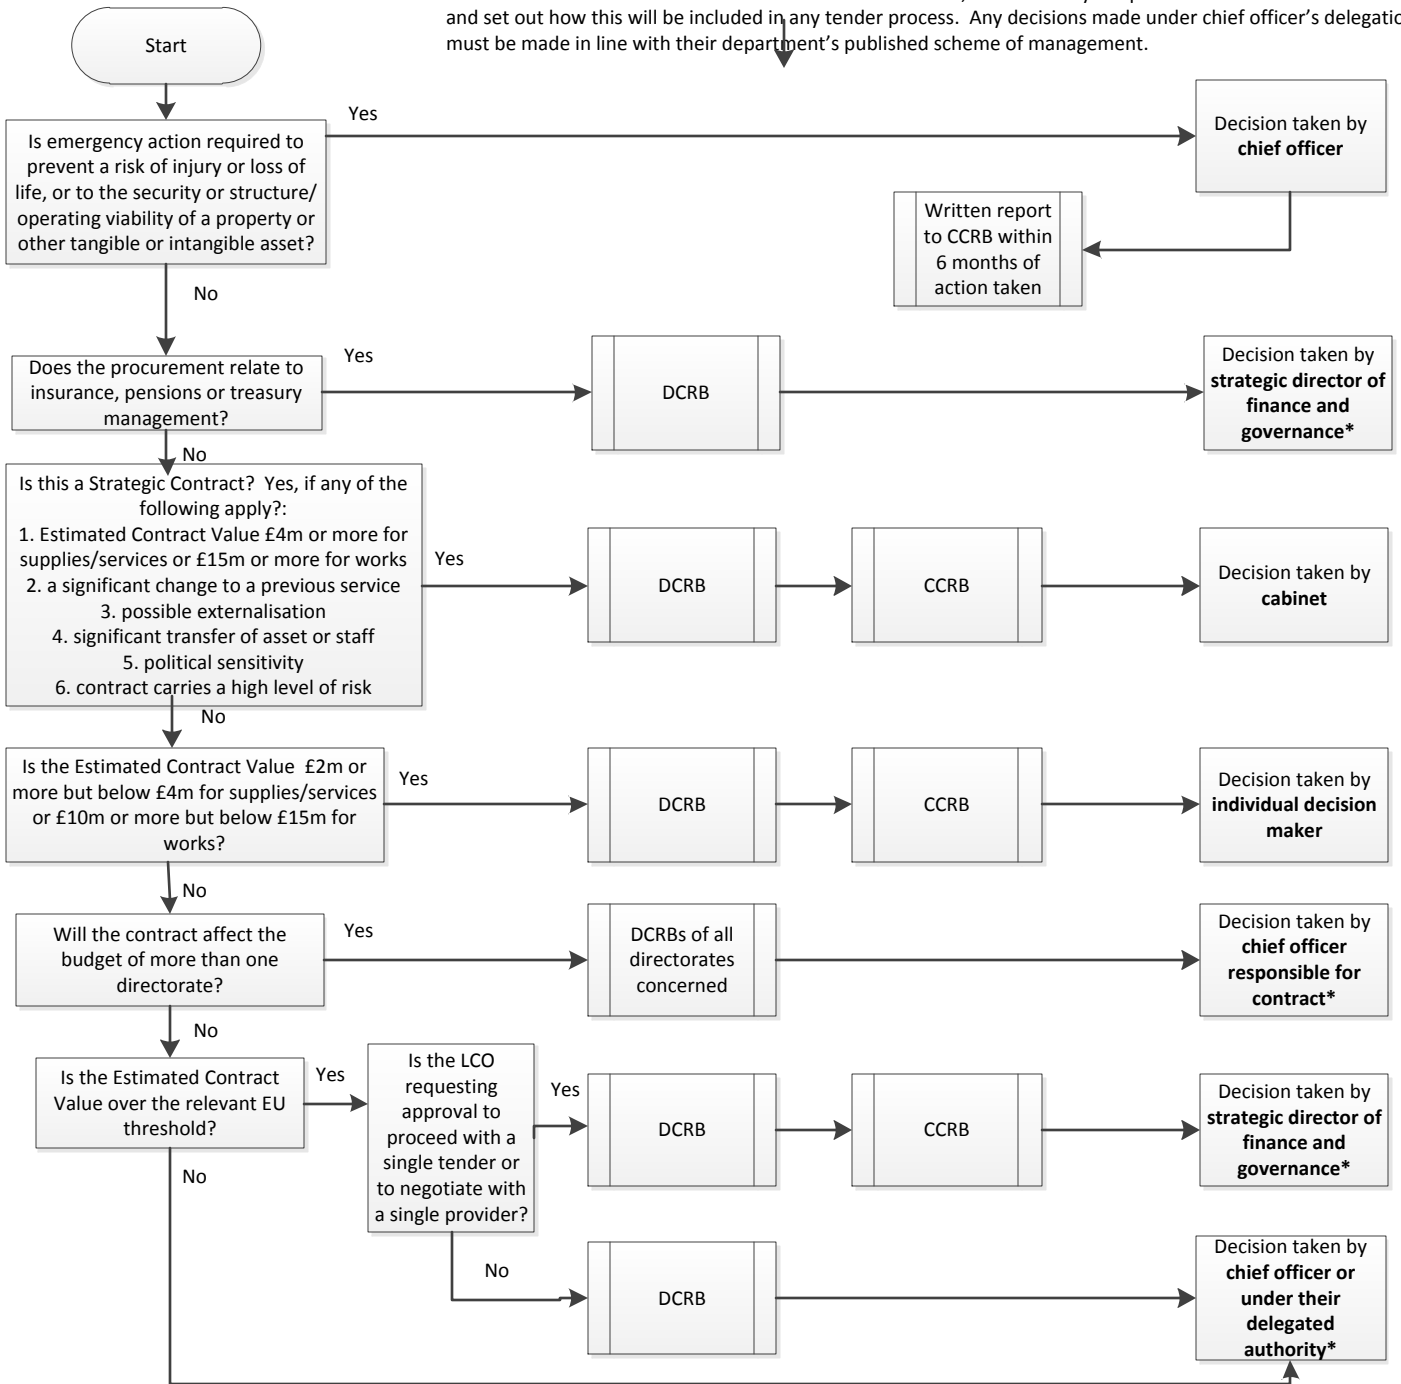 and set out how this will be included in any tender process.  Any decisions made under chief officer's delegatio
must be made in line with their department's published scheme of management.
Start
Yes
Is emergency action required to
prevent a risk of injury or loss of
life, or to the security or structure/
operating viability of a property or
other tangible or intangible asset?
Decision taken by
chief officer
Written report
to CCRB within
6 months of
action taken
No
Does the procurement relate to
insurance, pensions or treasury
management?
Yes
DCRB
Decision taken by
strategic director of
finance and
governance*
No
Is this a Strategic Contract?  Yes, if any of the
following apply?:
1. Estimated Contract Value £4m or more for
supplies/services or £15m or more for works
2. a significant change to a previous service
3. possible externalisation
4. significant transfer of asset or staff
5. political sensitivity
6. contract carries a high level of risk
Yes
DCRB
CCRB
Decision taken by
cabinet
No
Is the Estimated Contract Value  £2m or
more but below £4m for supplies/services
or £10m or more but below £15m for
works?
Yes
DCRB
CCRB
Decision taken by
individual decision
maker
No
Will the contract affect the
budget of more than one
directorate?
Yes
DCRBs of all
directorates
concerned
Decision taken by
chief officer
responsible for
contract*
No
Is the Estimated Contract
Value over the relevant EU
threshold?
Yes
Is the LCO
requesting
approval to
proceed with a
single tender or
to negotiate with
a single provider?
Yes
DCRB
CCRB
Decision taken by
strategic director of
finance and
governance*
No
No
DCRB
Decision taken by
chief officer or
under their
delegated
authority*